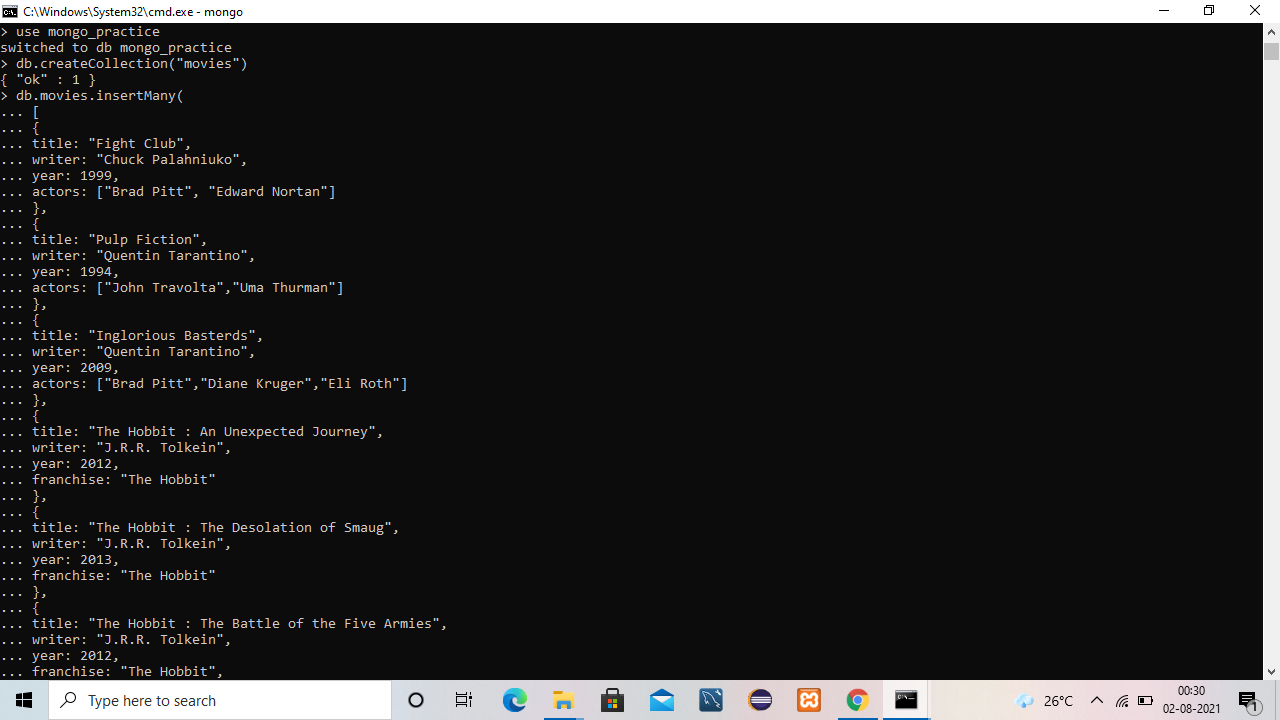 C:\Windows\System32\cmd.exe - mongo
> use mongo_practice
switched to db mongo_practice
> db.createCollection("movies")
{ "ok" : 1 }
> db.movies.insertMany(
... [
... {
... title: "Fight Club",
... writer: "Chuck Palahniuko",
... year: 1999,
... actors: ["Brad Pitt", "Edward Nortan"]
... },
... {
... title: "Pulp Fiction",
... writer: "Quentin Tarantino",
... year: 1994,
... actors: ["John Travolta","Uma Thurman"]
... },
... {
... title: "Inglorious Basterds",
... writer: "Quentin Tarantino",
... year: 2009,
... actors: ["Brad Pitt","Diane Kruger","Eli Roth"]
... },
... {
... title: "The Hobbit : An Unexpected Journey",
... writer: "J.R.R. Tolkein",
... year: 2012,
... franchise: "The Hobbit"
... },
... {
... title: "The Hobbit : The Desolation of Smaug",
... writer: "J.R.R. Tolkein",
... year: 2013,
... franchise: "The Hobbit"
... },
... {
... title: "The Hobbit : The Battle of the Five Armies",
... writer: "J.R.R. Tolkein",
... year: 2012,
... franchise: "The Hobbit",
Type here to search
26°C
00:30
02-08-2021
1